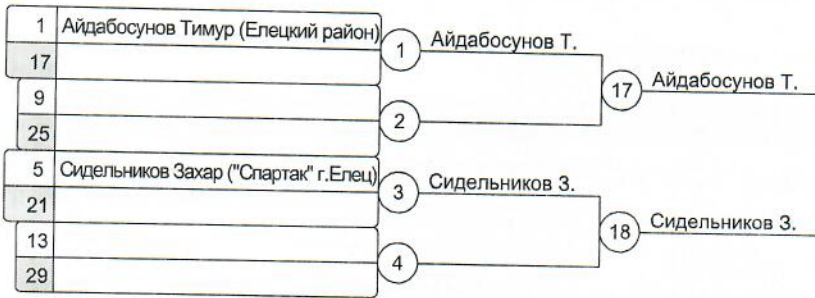 1 Айдабосунов Тимур (Елецкий район)
17
1 Айдабосунов Т.
9
25
2
17 Айдабосунов Т.
5 Сидельников Захар ("Спартак" г.Елец)
21
3 Сидельников З.
13
29
4
18 Сидельников З.